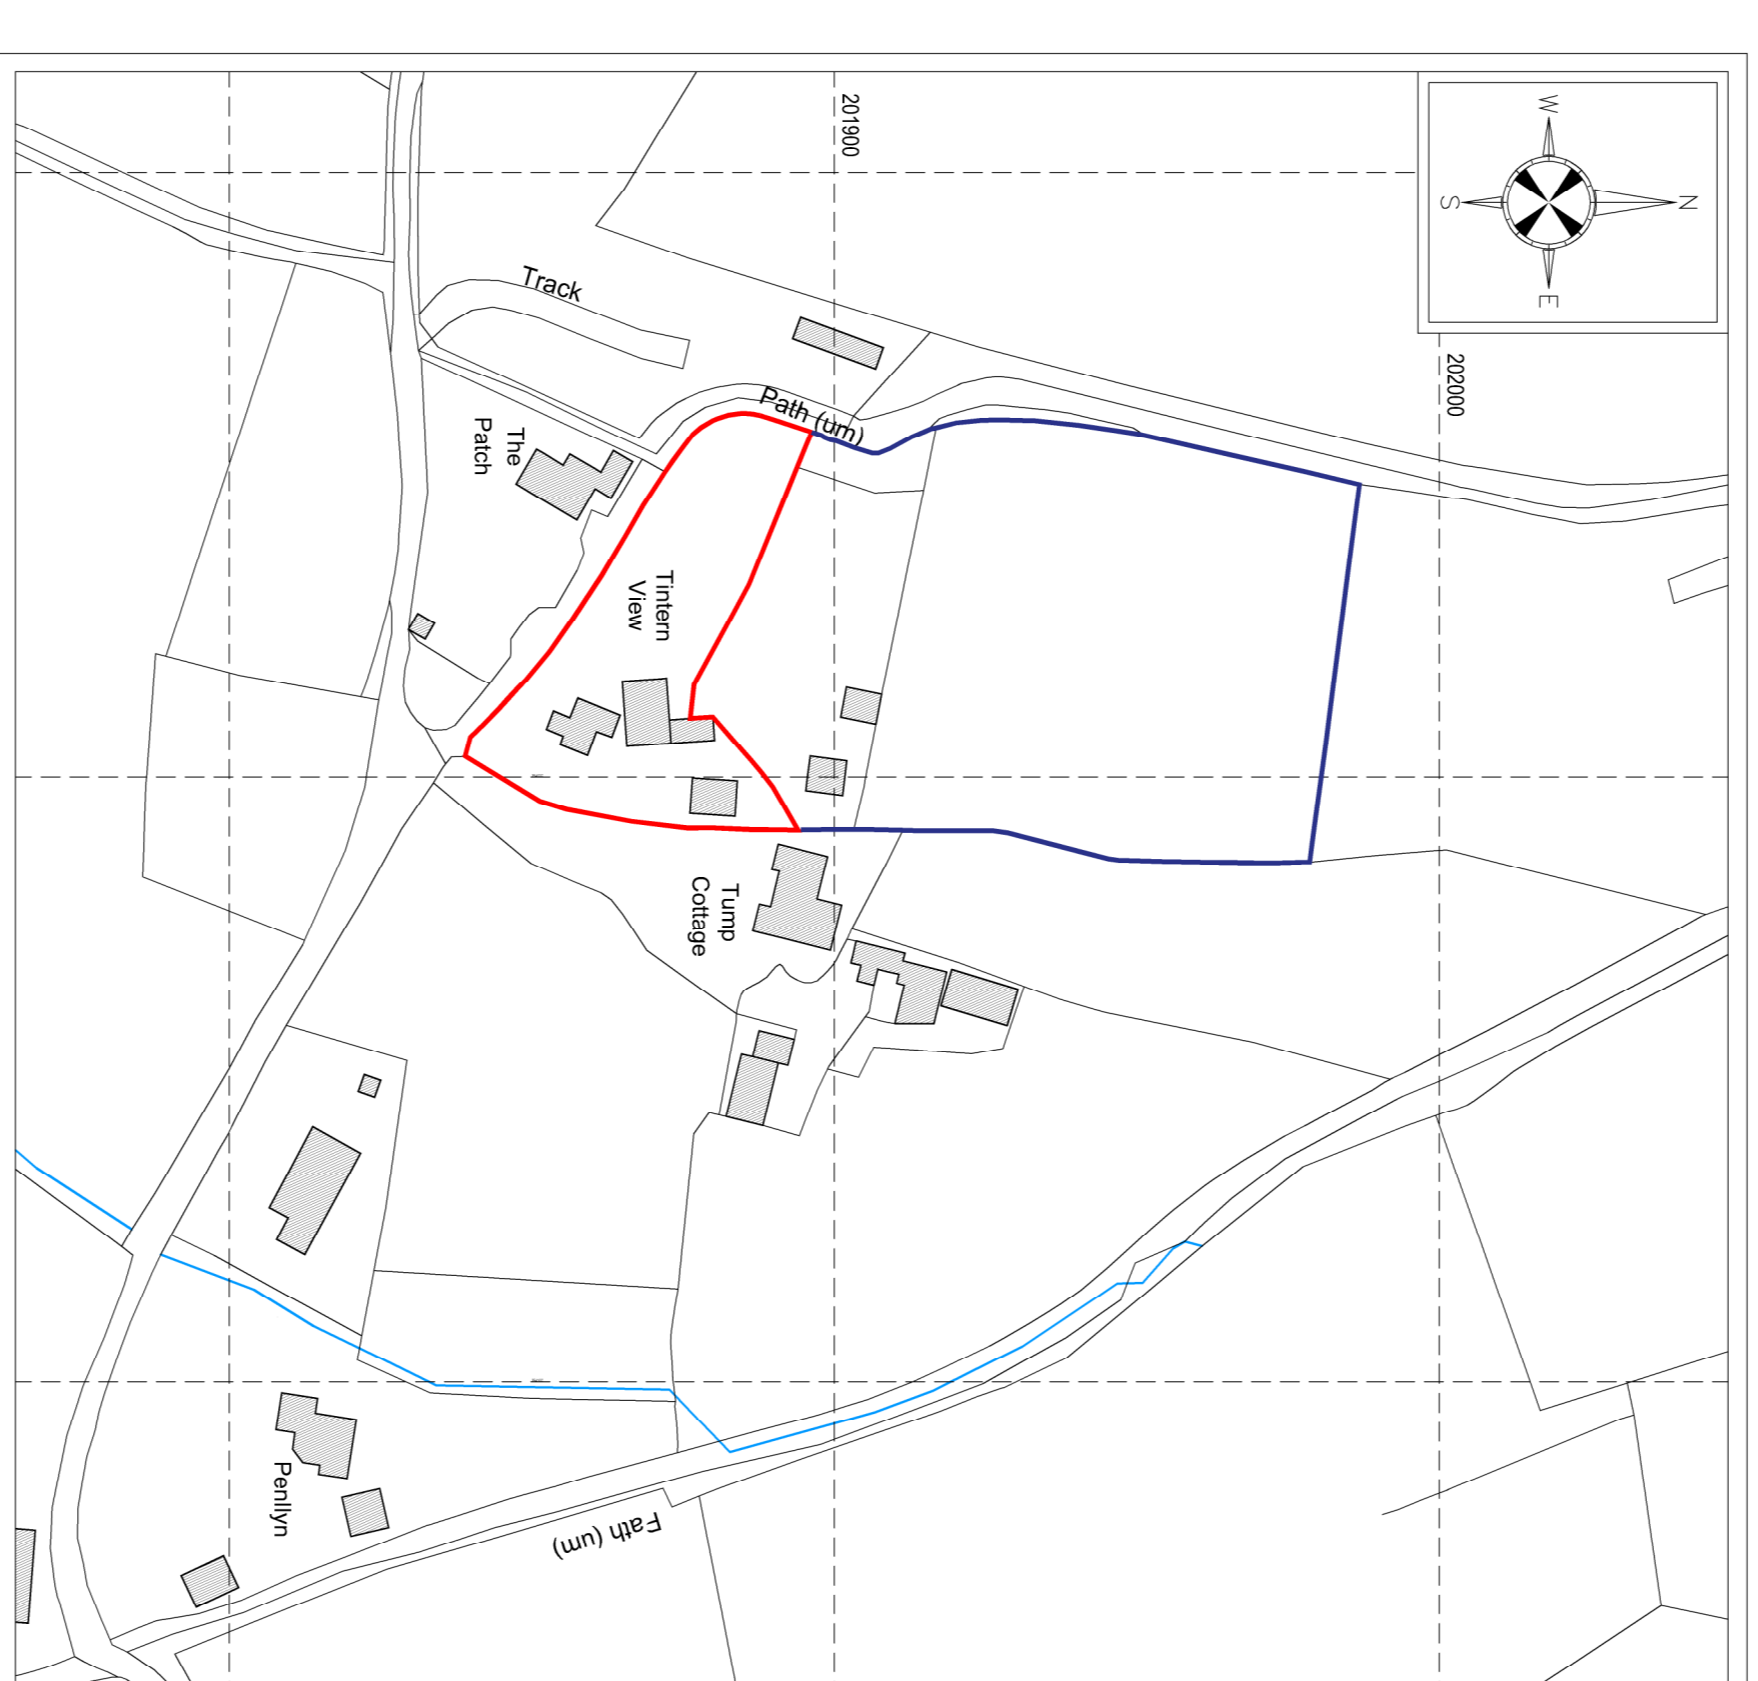 N
W
E
S
201900
202000
Track
Path (um)
The
Patch
Tintern
View
Tump
Cottage
Penllyn
Path (um)